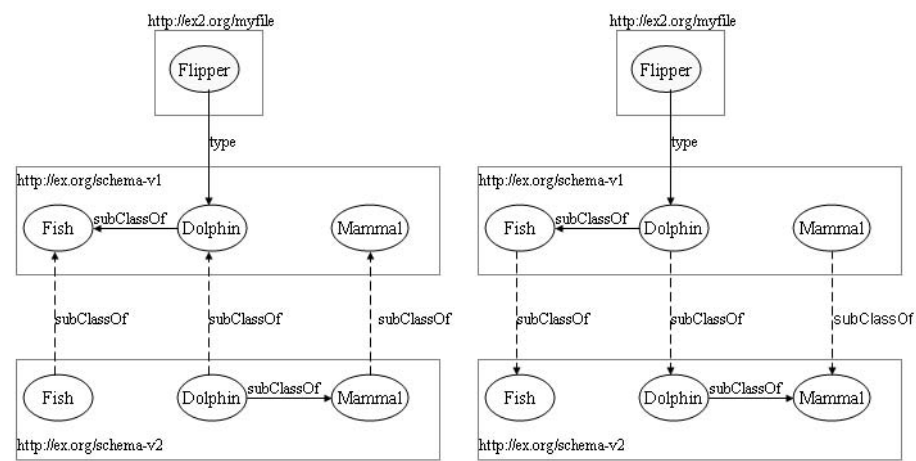 http://ex2.org/myfile
Flipper
type
http://ex.org/schema-v1
Fish
subClassOf
Dolphin
Mammal
subClassOf
subClassOf
subClassOf
Fish
Dolphin
subClassOf
Mammal
http://ex.org/schema-v2
http://ex2.org/myfile
Flipper
type
http://ex.org/schema-v1
Fish
subClassOf
Dolphin
Mammal
subClassOf
subClassOf
subClassOf
Fish
Dolphin
subClassOf
Mammal
http://ex.org/schema-v2